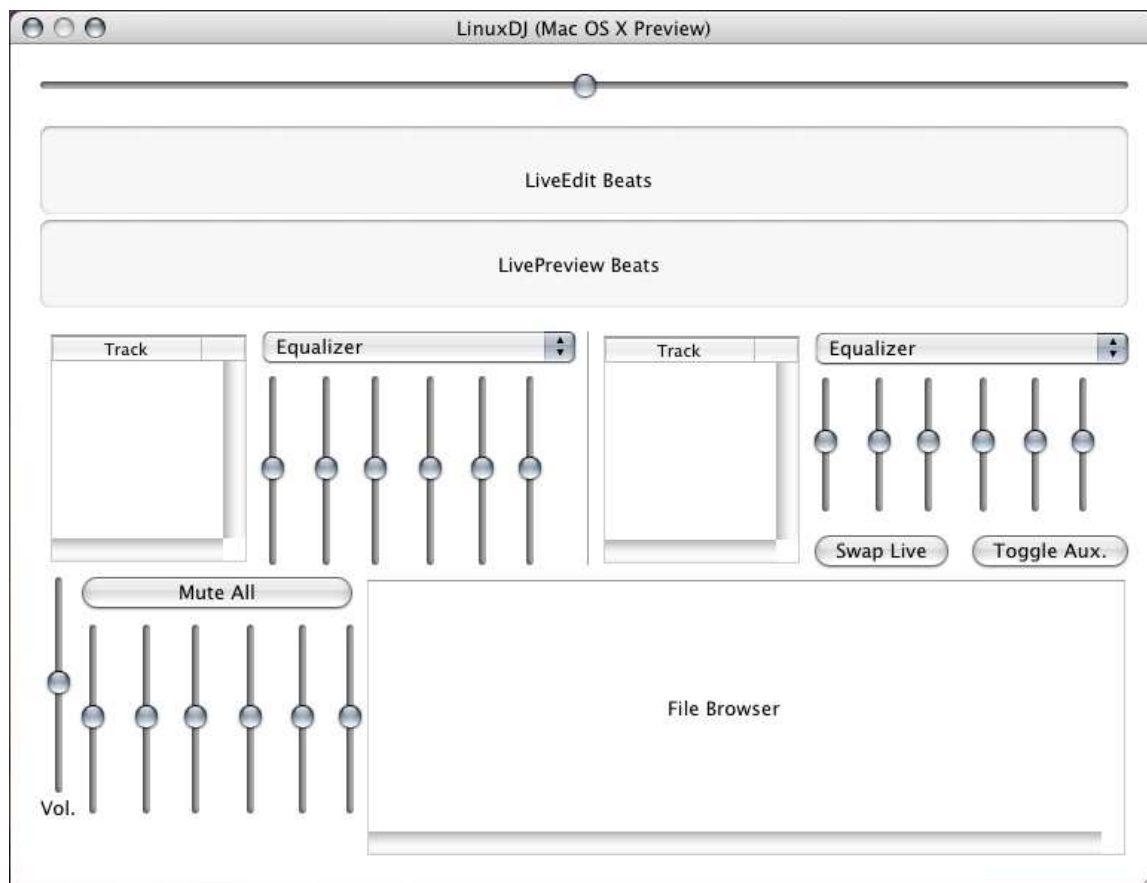 LinuxDJ (Mac OS X Preview)
LiveEdit Beats
LivePreview Beats
Track
Equalizer
Track
Equalizer
Swap Live
Toggle Aux.
Mute All
File Browser
Vol.